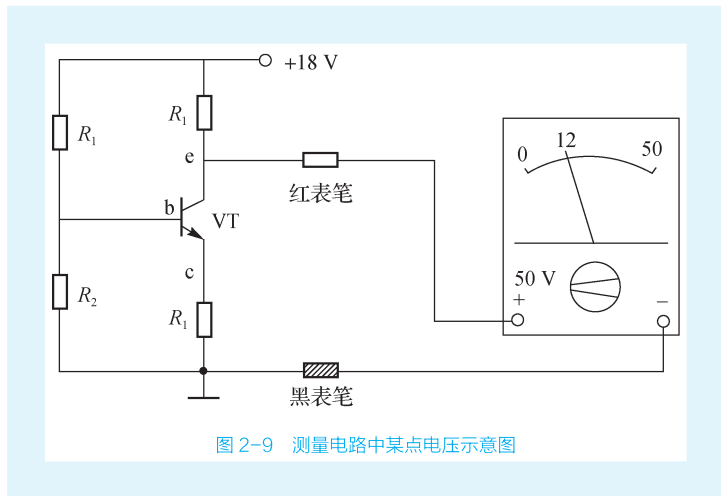 +18 V
R₁
R₁
e
红表笔
b
VT
c
R₂
R₁
黑表笔
0
12
50
50 V
+
−
图 2-9 测量电路中某点电压示意图